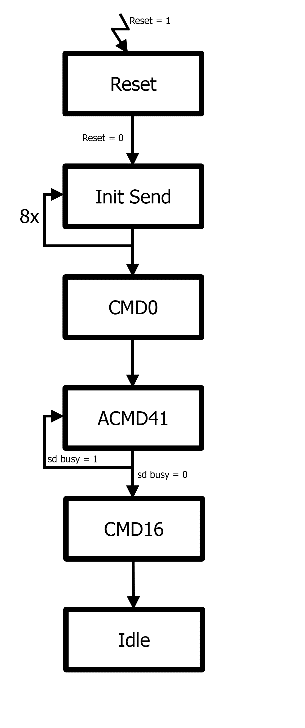 Reset = 1
Reset
Reset = 0
Init Send
8x
CMD0
ACMD41
sd busy = 1
sd busy = 0
CMD16
Idle